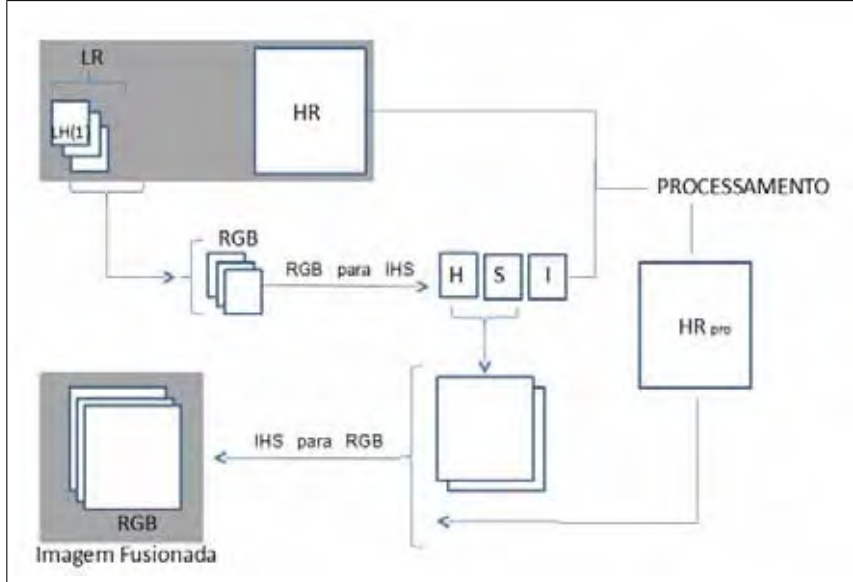 LR
LH(1)
HR
PROCESSAMENTO
RGB
RGB para IHS
H S I
HR pro
IHS para RGB
RGB
Imagem Fusionada